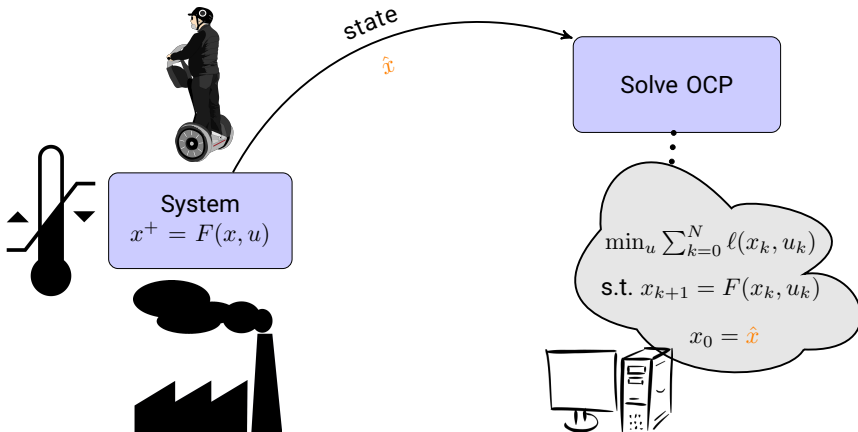 state
x̂
Solve OCP
System
x⁺ = F(x, u)
min_u ∑_{k=0}^{N} ℓ(x_k, u_k)
s.t. x_{k+1} = F(x_k, u_k)
x_0 = x̂